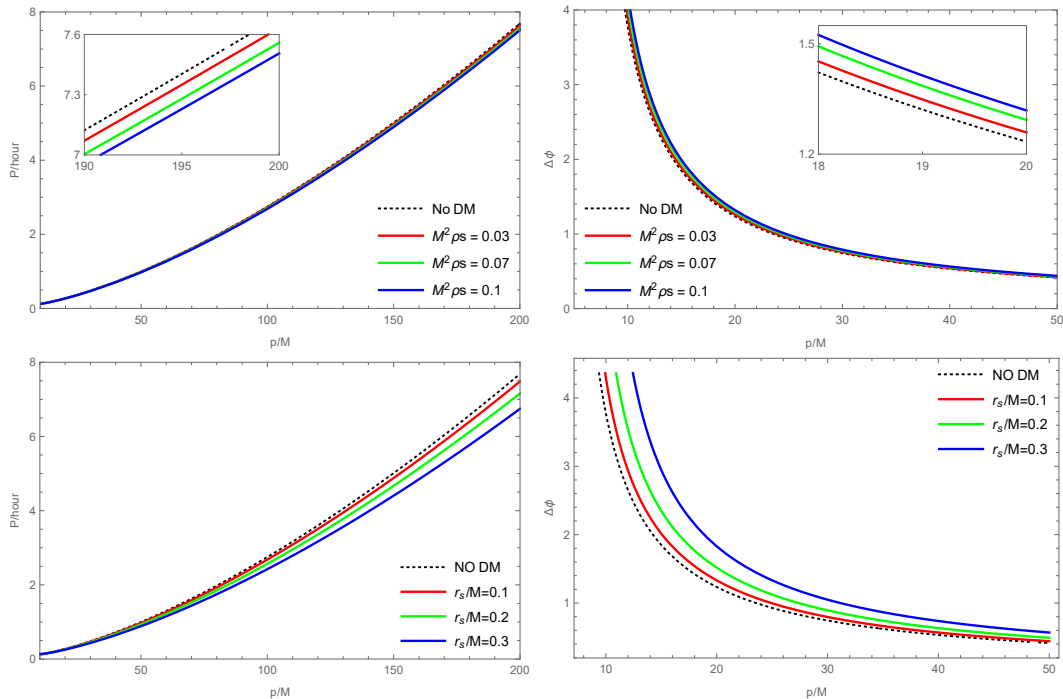 8
6
4
2
0
P/hour
50
100
150
200
p/M
7.6
7.3
7
190
195
200
No DM
M²ρs = 0.03
M²ρs = 0.07
M²ρs = 0.1
4
3
2
1
0
Δϕ
10
20
30
40
50
p/M
1.5
1.2
18
19
20
No DM
M²ρs = 0.03
M²ρs = 0.07
M²ρs = 0.1
8
6
4
2
0
P/hour
50
100
150
200
p/M
NO DM
rₛ/M=0.1
rₛ/M=0.2
rₛ/M=0.3
4
3
2
1
Δϕ
10
20
30
40
50
p/M
NO DM
rₛ/M=0.1
rₛ/M=0.2
rₛ/M=0.3